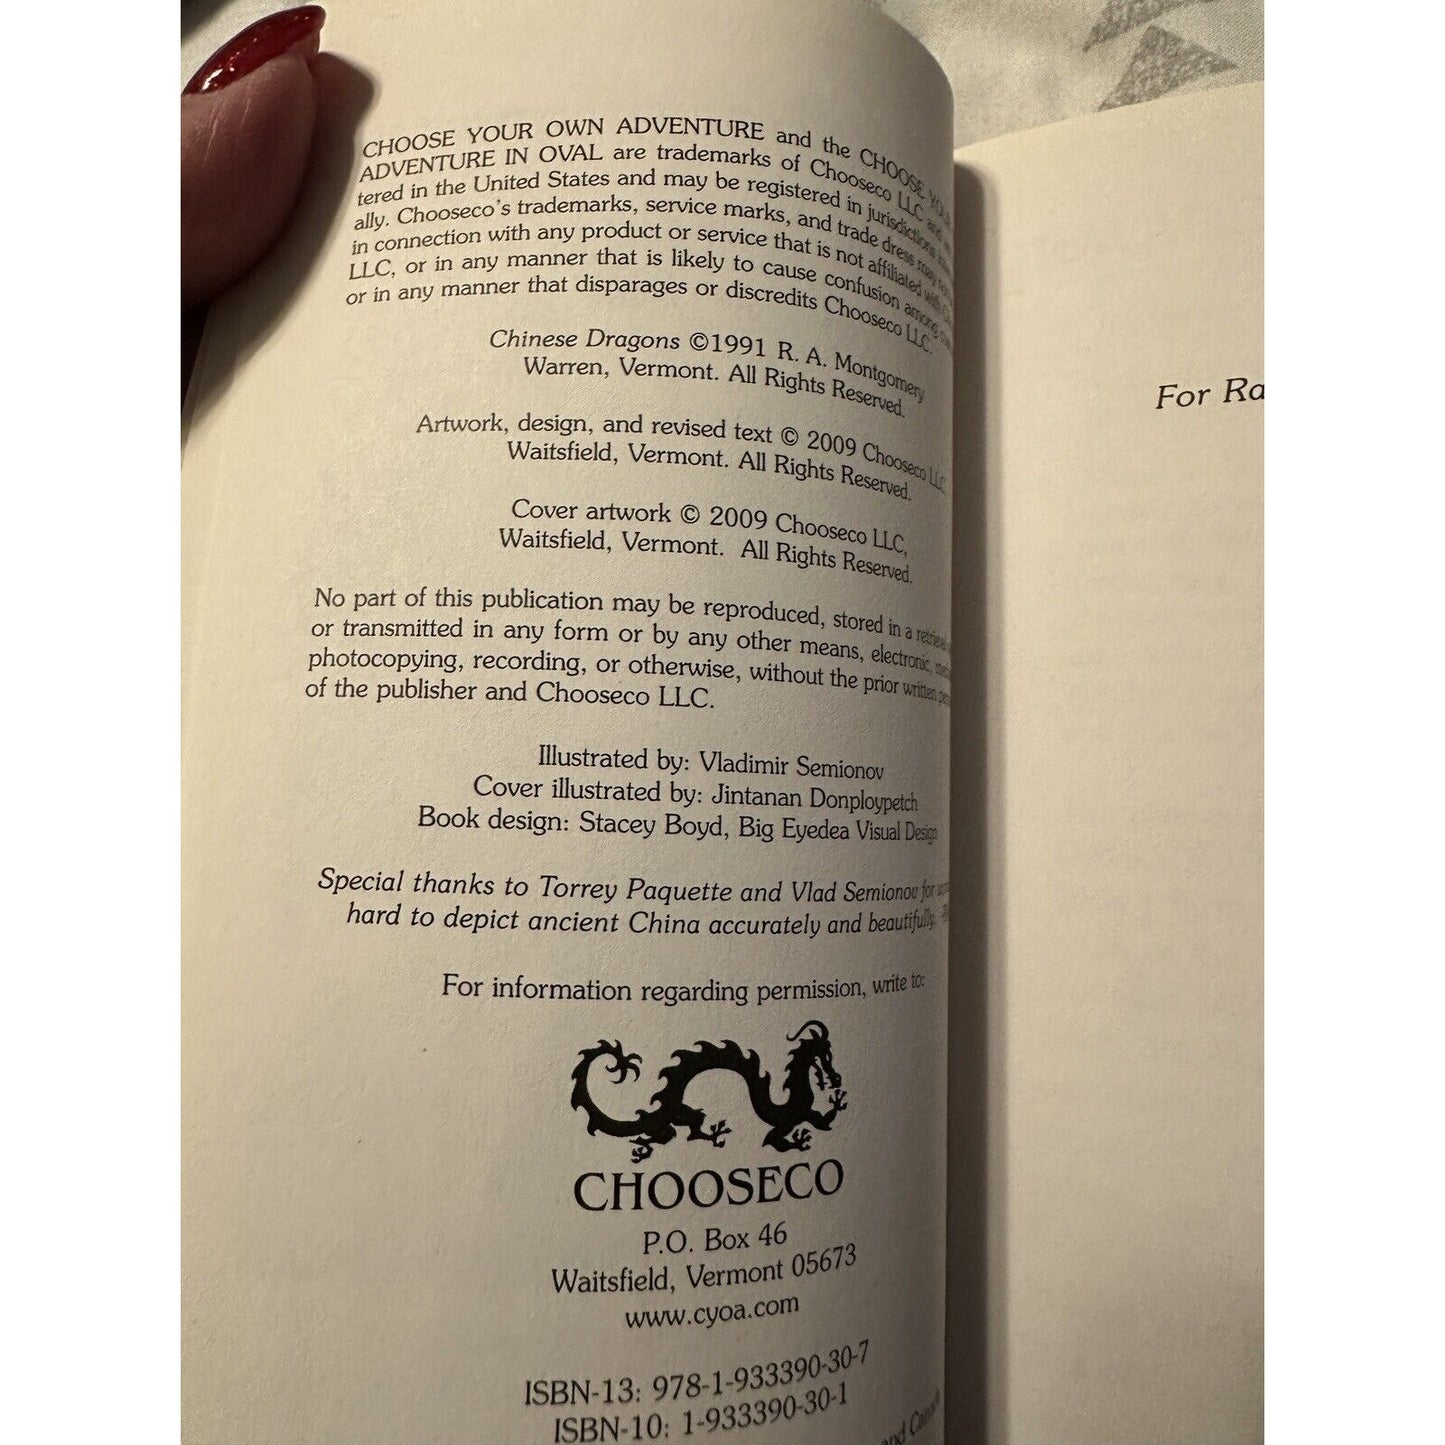 CHOOSE YOUR OWN ADVENTURE and the CHOOSE YOUR
ADVENTURE IN OVAL are trademarks of Chooseco LLC and
tered in the United States and may be registered in jurisdictions
ally. Chooseco's trademarks, service marks, and trade dress may
in connection with any product or service that is not affiliated with
LLC, or in any manner that is likely to cause confusion among
or in any manner that disparages or discredits Chooseco LLC.
Chinese Dragons ©1991 R. A. Montgomery
Warren, Vermont. All Rights Reserved.
Artwork, design, and revised text © 2009 Chooseco LLC
Waitsfield, Vermont. All Rights Reserved.
Cover artwork © 2009 Chooseco LLC,
Waitsfield, Vermont. All Rights Reserved.
No part of this publication may be reproduced, stored in a retrieval
or transmitted in any form or by any other means, electronic,
photocopying, recording, or otherwise, without the prior written
of the publisher and Chooseco LLC.
Illustrated by: Vladimir Semionov
Cover illustrated by: Jintanan Donploypetch
Book design: Stacey Boyd, Big Eyedea Visual Design
Special thanks to Torrey Paquette and Vlad Semionov for
hard to depict ancient China accurately and beautifully.
For information regarding permission, write to:
CHOOSECO
P.O. Box 46
Waitsfield, Vermont 05673
www.cyoa.com
ISBN-13: 978-1-933390-30-7
ISBN-10: 1-933390-30-1
and
For Ra